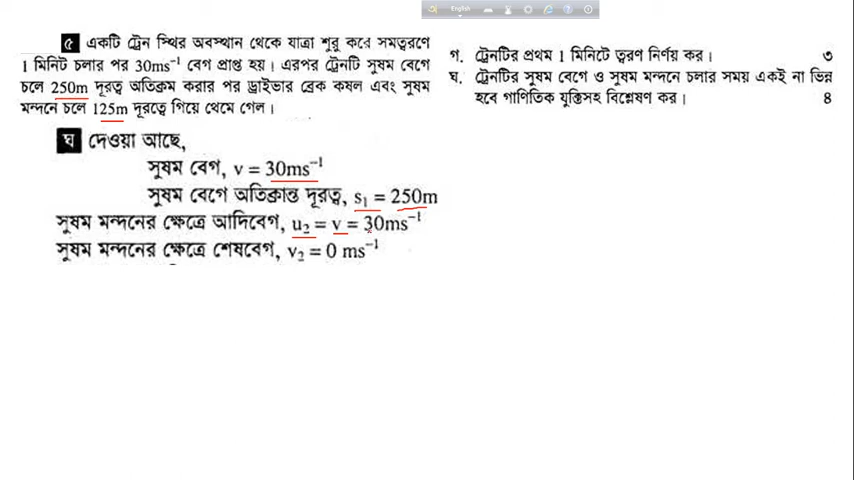 English
৫ একটি ট্রেন স্থির অবস্থান থেকে যাত্রা শুরু করে সমত্বরণে
1 মিনিট চলার পর 30ms⁻¹ বেগ প্রাপ্ত হয়। এরপর ট্রেনটি সুষম বেগে
চলে 250m দূরত্ব অতিক্রম করার পর ড্রাইভার ব্রেক কষল এবং সুষম
মন্দনে চলে 125m দূরত্বে গিয়ে থেমে গেল।
গ. ট্রেনটির প্রথম 1 মিনিটে ত্বরণ নির্ণয় কর। ৩
ঘ. ট্রেনটির সুষম বেগে ও সুষম মন্দনে চলার সময় একই না ভিন্ন
হবে গাণিতিক যুক্তিসহ বিশ্লেষণ কর। 4
ঘ দেওয়া আছে,
সুষম বেগ, v = 30ms⁻¹
সুষম বেগে অতিক্রান্ত দূরত্ব, s₁ = 250m
সুষম মন্দনের ক্ষেত্রে আদিবেগ, u₂ = v = 30ms⁻¹
সুষম মন্দনের ক্ষেত্রে শেষবেগ, v₂ = 0 ms⁻¹